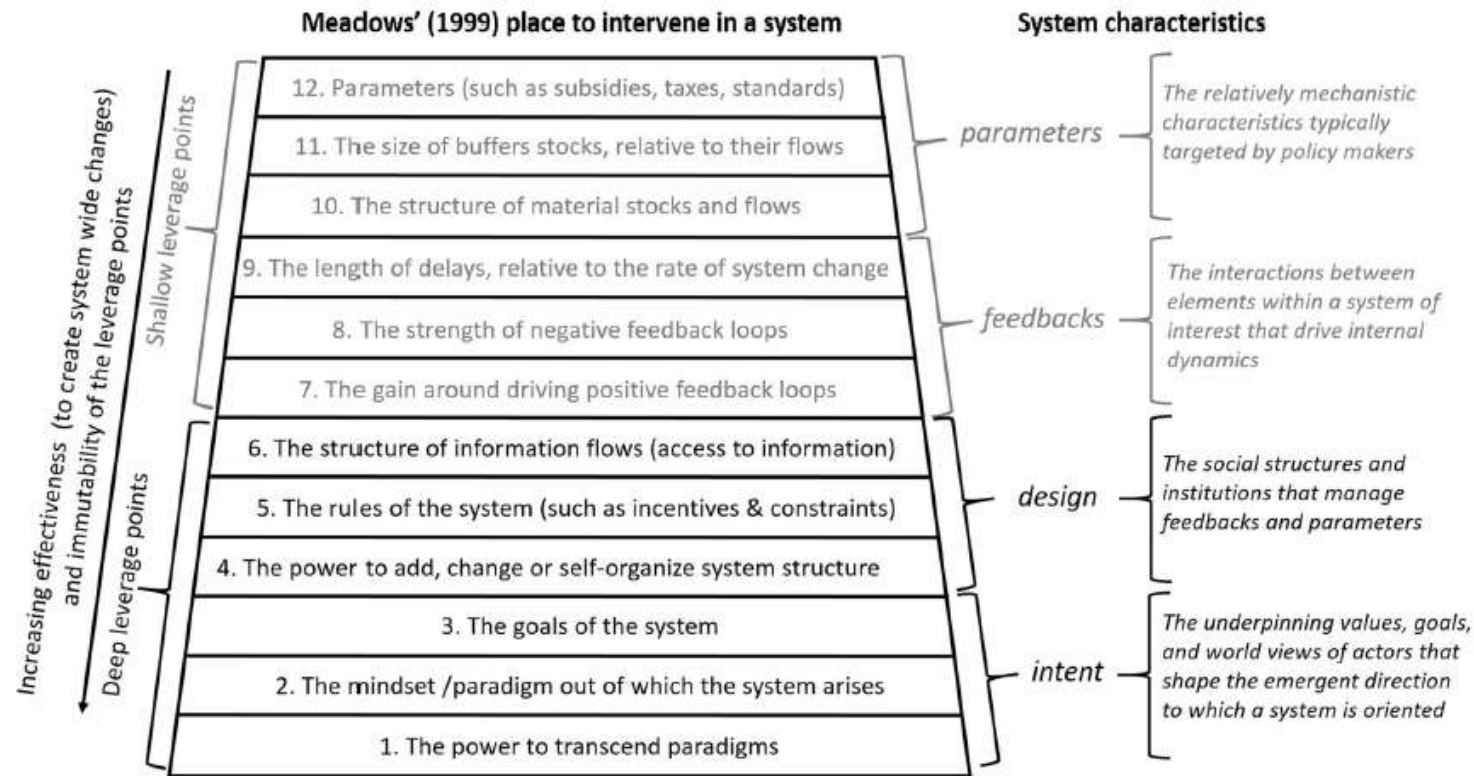 Meadows' (1999) place to intervene in a system
System characteristics
Increasing effectiveness (to create system wide changes)
and immutability of the leverage points
Shallow leverage points
Deep leverage points
12. Parameters (such as subsidies, taxes, standards)
11. The size of buffers stocks, relative to their flows
10. The structure of material stocks and flows
9. The length of delays, relative to the rate of system change
8. The strength of negative feedback loops
7. The gain around driving positive feedback loops
6. The structure of information flows (access to information)
5. The rules of the system (such as incentives & constraints)
4. The power to add, change or self-organize system structure
3. The goals of the system
2. The mindset /paradigm out of which the system arises
1. The power to transcend paradigms
parameters
The relatively mechanistic
characteristics typically
targeted by policy makers
feedbacks
The interactions between
elements within a system of
interest that drive internal
dynamics
design
The social structures and
institutions that manage
feedbacks and parameters
intent
The underpinning values, goals,
and world views of actors that
shape the emergent direction
to which a system is oriented